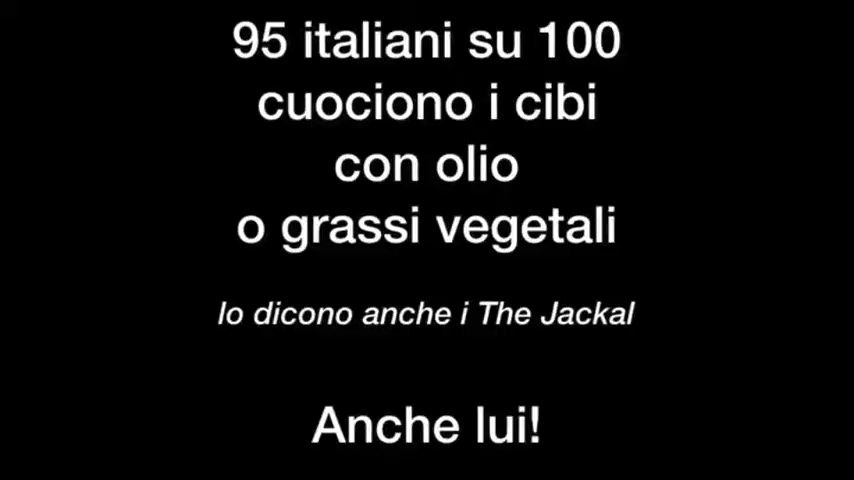 95 italiani su 100
cuociono i cibi
con olio
o grassi vegetali
lo dicono anche i The Jackal
Anche lui!